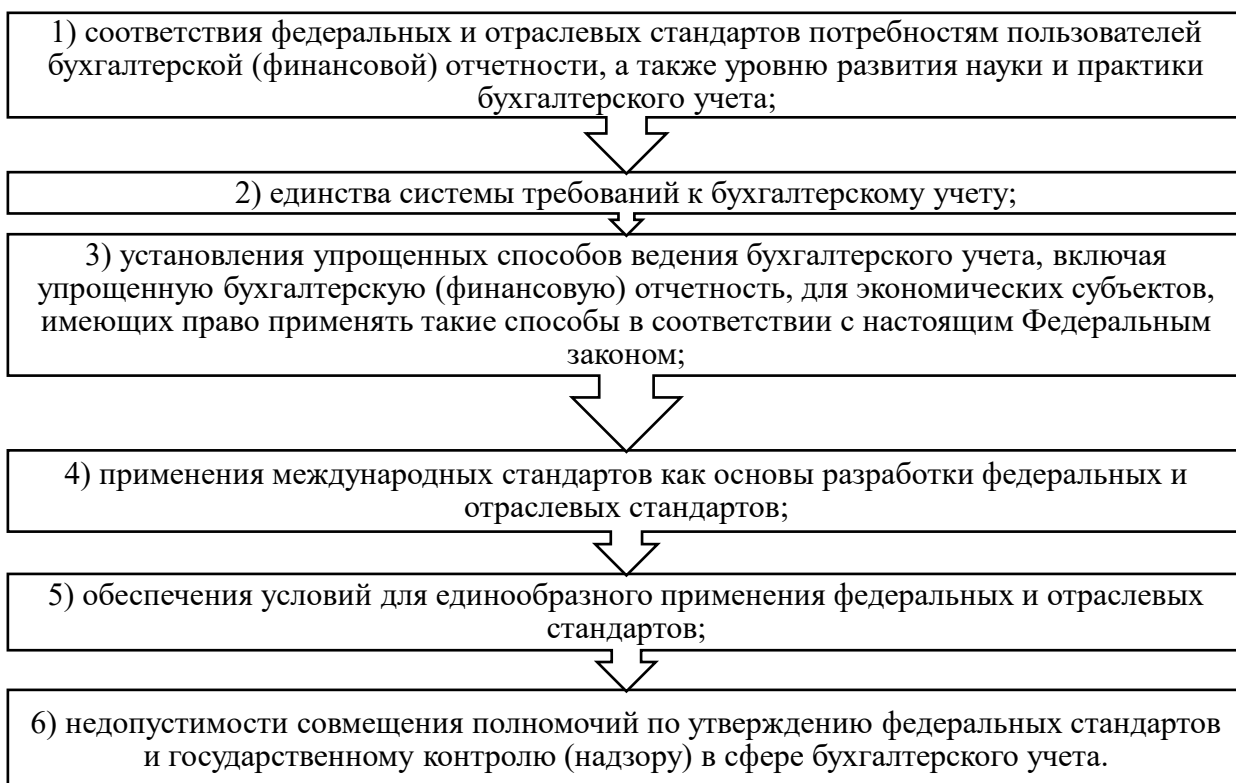 1) соответствия федеральных и отраслевых стандартов потребностям пользователей
бухгалтерской (финансовой) отчетности, а также уровню развития науки и практики
бухгалтерского учета;
2) единства системы требований к бухгалтерскому учету;
3) установления упрощенных способов ведения бухгалтерского учета, включая
упрощенную бухгалтерскую (финансовую) отчетность, для экономических субъектов,
имеющих право применять такие способы в соответствии с настоящим Федеральным
законом;
4) применения международных стандартов как основы разработки федеральных и
отраслевых стандартов;
5) обеспечения условий для единообразного применения федеральных и отраслевых
стандартов;
6) недопустимости совмещения полномочий по утверждению федеральных стандартов
и государственному контролю (надзору) в сфере бухгалтерского учета.